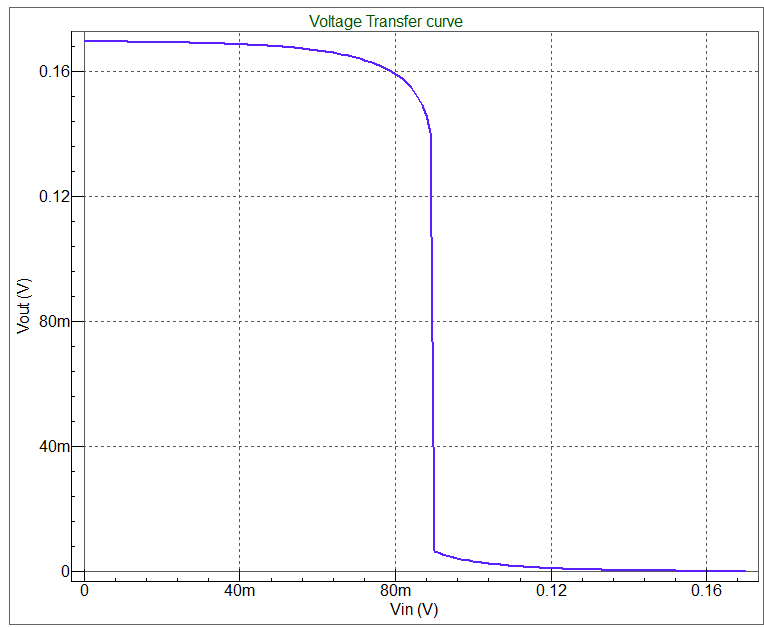 Voltage Transfer curve
0.16
0.12
80m
40m
0
Vout (V)
0 40m 80m 0.12 0.16
Vin (V)